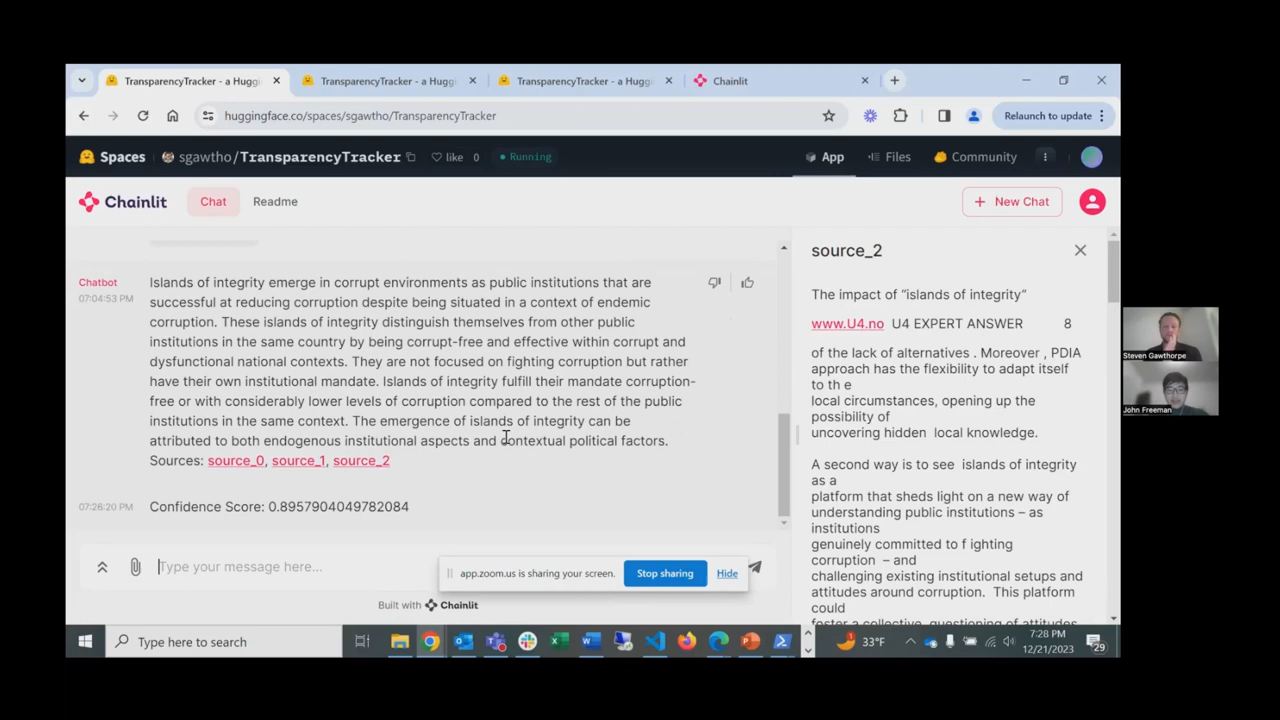 TransparencyTracker - a Huggi
TransparencyTracker - a Huggi
TransparencyTracker - a Huggi
Chainlit
huggingface.co/spaces/sgawtho/TransparencyTracker
Relaunch to update
Spaces
sgawtho/TransparencyTracker
like 0
Running
App
Files
Community
Chainlit
Chat
Readme
+ New Chat
Chatbot
07:04:53 PM
Islands of integrity emerge in corrupt environments as public institutions that are
successful at reducing corruption despite being situated in a context of endemic
corruption. These islands of integrity distinguish themselves from other public
institutions in the same country by being corrupt-free and effective within corrupt and
dysfunctional national contexts. They are not focused on fighting corruption but rather
have their own institutional mandate. Islands of integrity fulfill their mandate corruption-
free or with considerably lower levels of corruption compared to the rest of the public
institutions in the same context. The emergence of islands of integrity can be
attributed to both endogenous institutional aspects and contextual political factors.
Sources: source_0, source_1, source_2
07:26:20 PM
Confidence Score: 0.8957904049782084
Type your message here...
app.zoom.us is sharing your screen.
Stop sharing
Hide
Built with Chainlit
source_2
The impact of “islands of integrity”
www.U4.no U4 EXPERT ANSWER 8
of the lack of alternatives . Moreover , PDIA
approach has the flexibility to adapt itself
to th e
local circumstances, opening up the
possibility of
uncovering hidden local knowledge.
A second way is to see islands of integrity
as a
platform that sheds light on a new way of
understanding public institutions – as
institutions
genuinely committed to f ighting
corruption – and
challenging existing institutional setups and
attitudes around corruption. This platform
could
foster a collective questioning of attitudes
Steven Gawthorpe
John Freeman
Type here to search
33°F
7:28 PM
12/21/2023
29